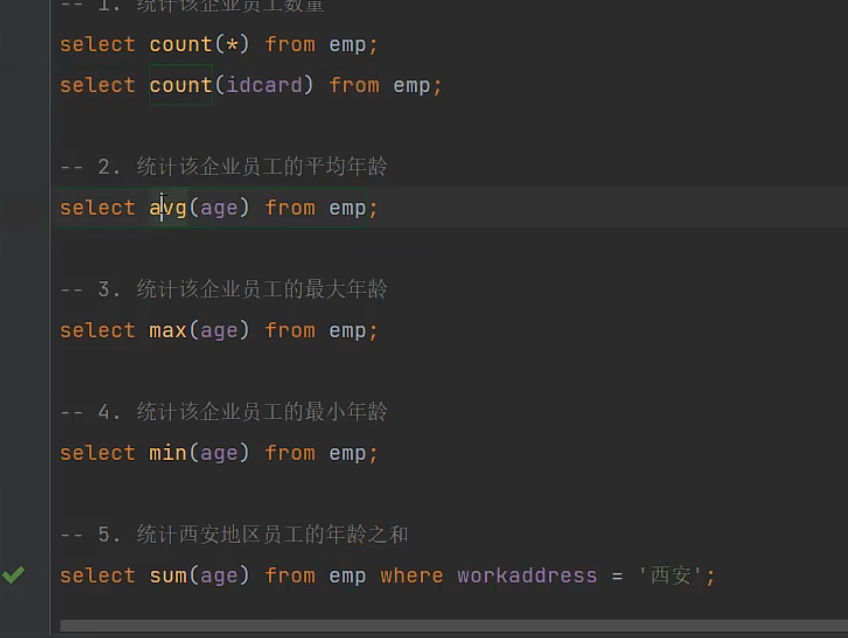 -- 1. 统计该企业员工数量
select count(*) from emp;
select count(idcard) from emp;
-- 2. 统计该企业员工的平均年龄
select avg(age) from emp;
-- 3. 统计该企业员工的最大年龄
select max(age) from emp;
-- 4. 统计该企业员工的最小年龄
select min(age) from emp;
-- 5. 统计西安地区员工的年龄之和
select sum(age) from emp where workaddress = '西安';